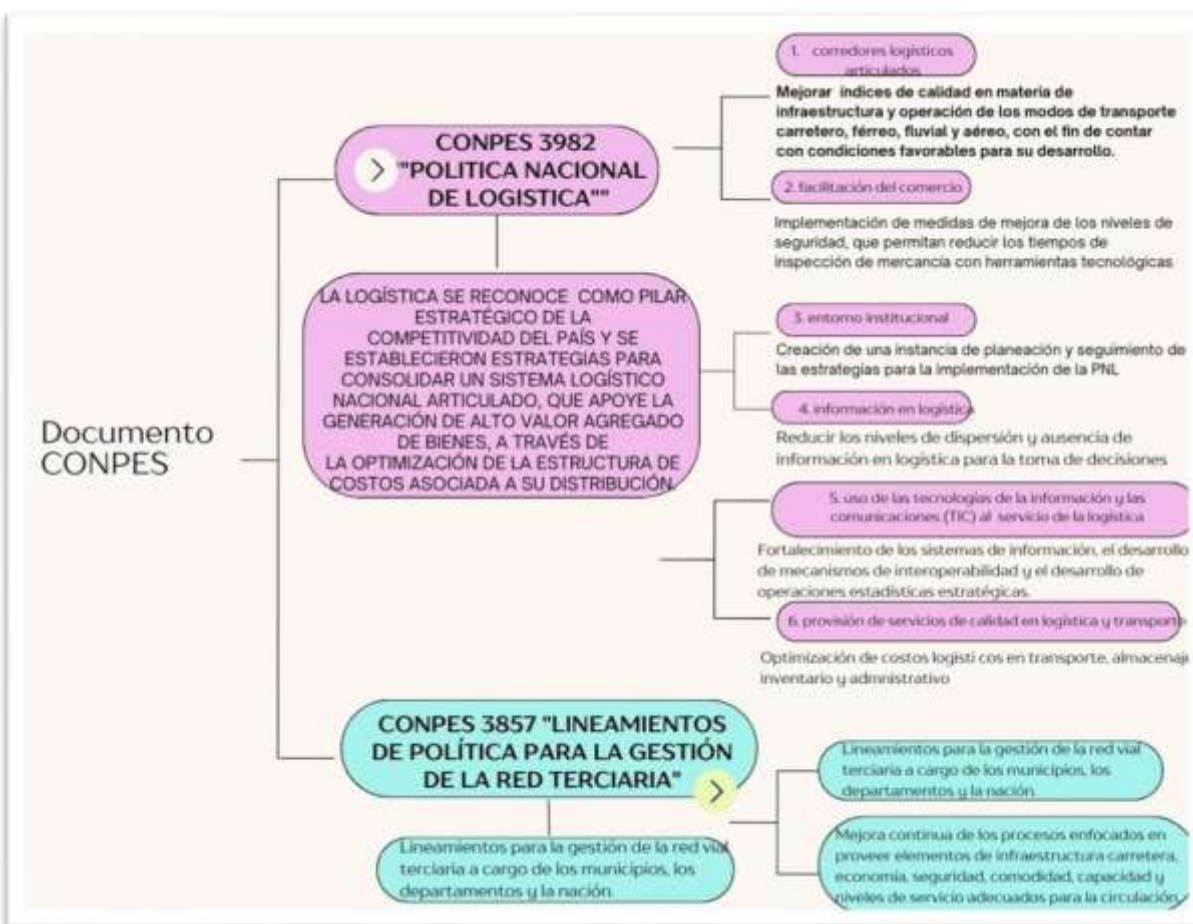 Documento
CONPES
CONPES 3982
"POLITICA NACIONAL
DE LOGISTICA""
LA LOGÍSTICA SE RECONOCE COMO PILAR
ESTRATÉGICO DE LA
COMPETITIVIDAD DEL PAÍS Y SE
ESTABLECIERON ESTRATEGIAS PARA
CONSOLIDAR UN SISTEMA LOGÍSTICO
NACIONAL ARTICULADO, QUE APOYE LA
GENERACIÓN DE ALTO VALOR AGREGADO
DE BIENES, A TRAVÉS DE
LA OPTIMIZACIÓN DE LA ESTRUCTURA DE
COSTOS ASOCIADA A SU DISTRIBUCIÓN.
1. corredores logísticos
articulados
Mejorar índices de calidad en materia de
infraestructura y operación de los modos de transporte
carretero, férreo, fluvial y aéreo, con el fin de contar
con condiciones favorables para su desarrollo.
2. facilitación del comercio
Implementación de medidas de mejora de los niveles de
seguridad, que permitan reducir los tiempos de
inspección de mercancía con herramientas tecnológicas
3. entorno institucional
Creación de una instancia de planeación y seguimiento de
las estrategias para la implementación de la PNL
4. información en logística
Reducir los niveles de dispersión y ausencia de
información en logística para la toma de decisiones
5. uso de las tecnologías de la información y las
comunicaciones (TIC) al servicio de la logística
Fortalecimiento de los sistemas de información, el desarrollo
de mecanismos de interoperabilidad y el desarrollo de
operaciones estadísticas estratégicas.
6. provisión de servicios de calidad en logística y transporte
Optimización de costos logísti cos en transporte, almacenaj
inventario y admnistrativo
CONPES 3857 "LINEAMIENTOS
DE POLÍTICA PARA LA GESTIÓN
DE LA RED TERCIARIA"
Lineamientos para la gestión de la red vial
terciaria a cargo de los municipios, los
departamentos y la nación.
Lineamientos para la gestión de la red vial
terciaria a cargo de los municipios, los
departamentos y la nación.
Mejora continua de los procesos enfocados en
proveer elementos de infraestructura carretera,
economía, seguridad, comodidad, capacidad y
niveles de servicio adecuados para la circulación